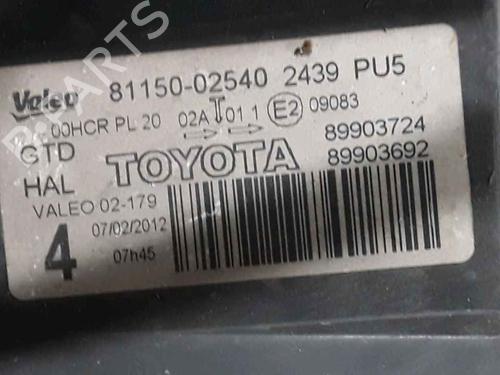 Valeo 81150-02540 2439 PU5
00HCR PL 20 02A 01 1 E2 09083
GTD TOYOTA 89903724
HAL 89903692
VALEO 02-179
07/02/2012
4 07h45